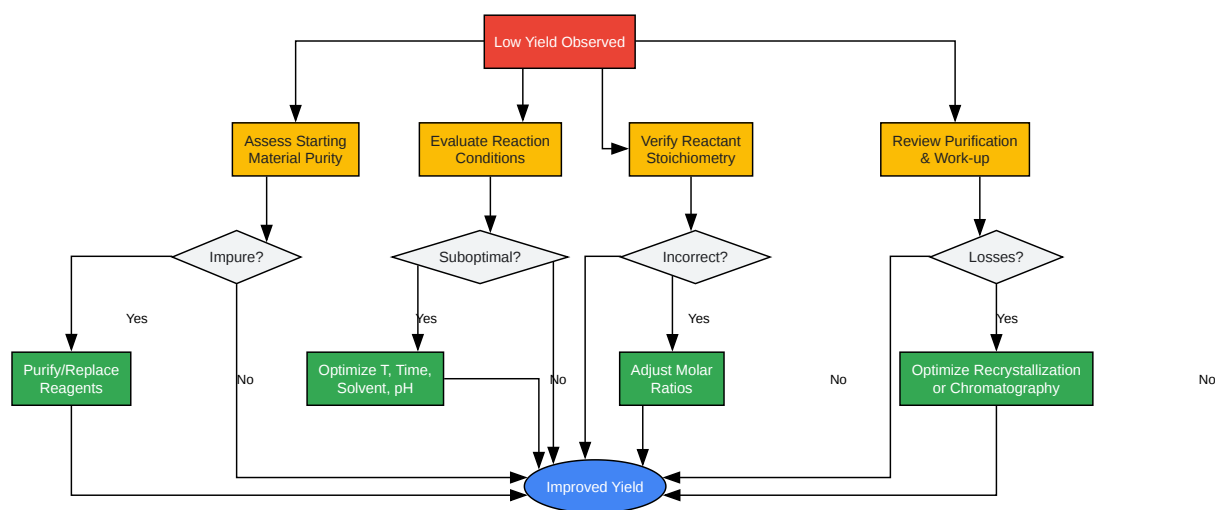 Low Yield Observed
Assess Starting
Material Purity
Evaluate Reaction
Conditions
Verify Reactant
Stoichiometry
Review Purification
& Work-up
Impure?
Suboptimal?
Incorrect?
Losses?
Yes
Yes
Yes
Yes
Purify/Replace
Reagents
No
Optimize T, Time,
Solvent, pH
No
Adjust Molar
Ratios
No
Optimize Recrystallization
or Chromatography
No
Improved Yield